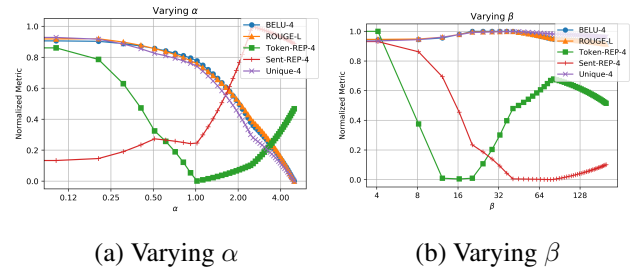 Varying α
BELU-4
ROUGE-L
Token-REP-4
Sent-REP-4
Unique-4
Normalized Metric
1.0
0.8
0.6
0.4
0.2
0.0
0.12 0.25 0.50 1.00 2.00 4.00
α
(a) Varying α
Varying β
BELU-4
ROUGE-L
Token-REP-4
Sent-REP-4
Unique-4
Normalized Metric
1.0
0.8
0.6
0.4
0.2
0.0
4 8 16 32 64 128
β
(b) Varying β